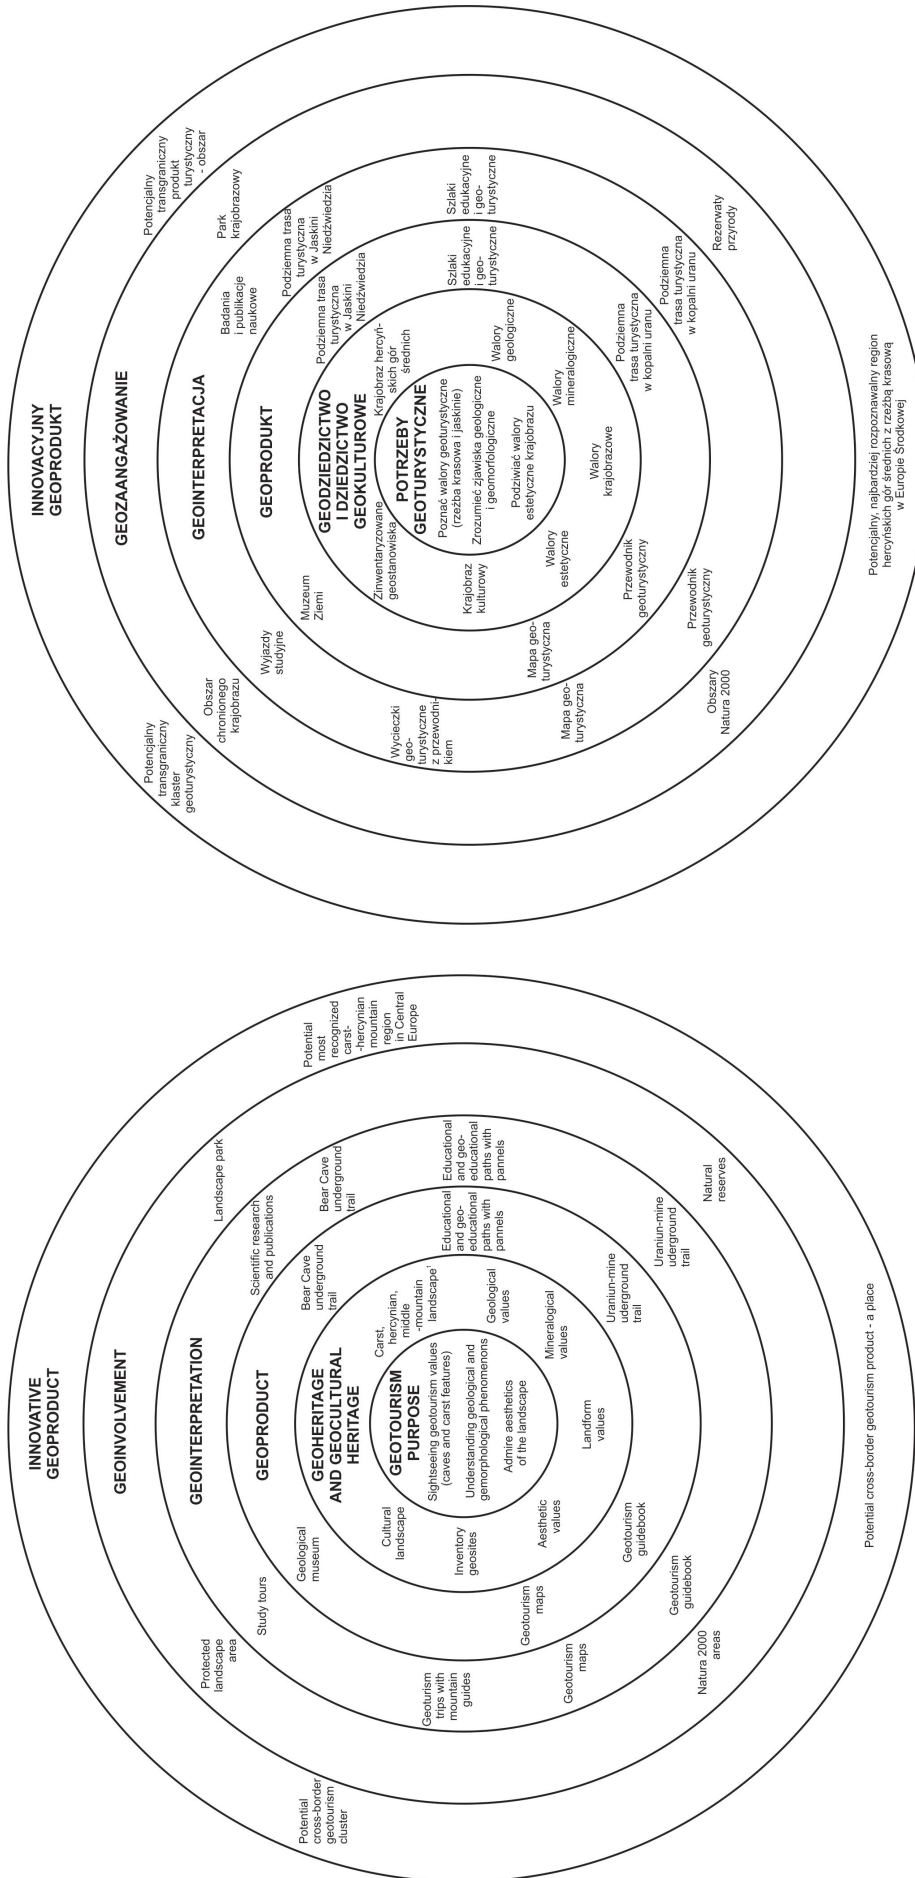 INNOVATIVE
GEOPRODUCT
Potential
cross-border
geotourism
cluster
Potential
most
recognized
carst-
-hercynian
mountain
region
in Central
Europe
Potential cross-border geotourism product - a place
GEOINVOLVEMENT
Protected
landscape
area
Landscape park
Natural
reserves
Natura 2000
areas
GEOINTERPRETATION
Study tours
Scientific research
and publications
Bear Cave
underground
trail
Educational
and geo-
educational
paths with
pannels
Uraniun-mine
uderground
trail
Geotourism
guidebook
Geotourism
maps
Geoturism
trips with
mountain
guides
GEOPRODUCT
Geological
museum
Bear Cave
underground
trail
Educational
and geo-
educational
paths with
pannels
Uraniun-mine
uderground
trail
Geotourism
guidebook
Geotourism
maps
GEOHERITAGE
AND GEOCULTURAL
HERITAGE
Cultural
landscape
Carst,
hercynian,
middle
-mountain
landscape¹
Geological
values
Mineralogical
values
Landform
values
Aesthetic
values
Inventory
geosites
GEOTOURISM
PURPOSE
Sightseeing geotourism values
(caves and carst features)
Understanding geological and
gemorphological phenomenons
Admire aesthetics
of the landscape
INNOWACYJNY
GEOPRODUKT
Potencjalny
transgraniczny
klaster
geoturystyczny
Potencjalny
transgraniczny
produkt
turystyczny
- obszar
Potencjalny, najbardziej rozpoznawalny region
hercyńskich gór średnich z rzeźbą krasową
w Europie Środkowej
GEOZAANGAŻOWANIE
Obszar
chronionego
krajobrazu
Park
krajobrazowy
Rezerwaty
przyrody
Obszary
Natura 2000
GEOINTERPRETACJA
Wyjazdy
studyjne
Badania
i publikacje
naukowe
Podziemna trasa
turystyczna
w Jaskini
Niedźwiedzia
Szlaki
edukacyjne
i geo-
turystyczne
Podziemna
trasa turystyczna
w kopalni uranu
Przewodnik
geoturystyczny
Mapa geo-
turystyczna
Wycieczki
geo-
turystyczne
z przewodni-
kiem
GEOPRODUKT
Muzeum
Ziemi
Podziemna trasa
turystyczna
w Jaskini
Niedźwiedzia
Szlaki
edukacyjne
i geo-
turystyczne
Podziemna
trasa turystyczna
w kopalni uranu
Przewodnik
geoturystyczny
Mapa geo-
turystyczna
GEODZIEDZICTWO
I DZIEDZICTWO
GEOKULTUROWE
Zinwentaryzowane
geostanowiska
Krajobraz hercyń-
skich gór
średnich
Walory
geologiczne
Walory
mineralogiczne
Walory
krajobrazowe
Walory
estetyczne
Krajobraz
kulturowy
POTRZEBY
GEOTURYSTYCZNE
Poznać walory geoturystyczne
(rzeźba krasowa i jaskinie)
Zrozumieć zjawiska geologiczne
i geomorfologiczne
Podziwiać walory
estetyczne krajobrazu